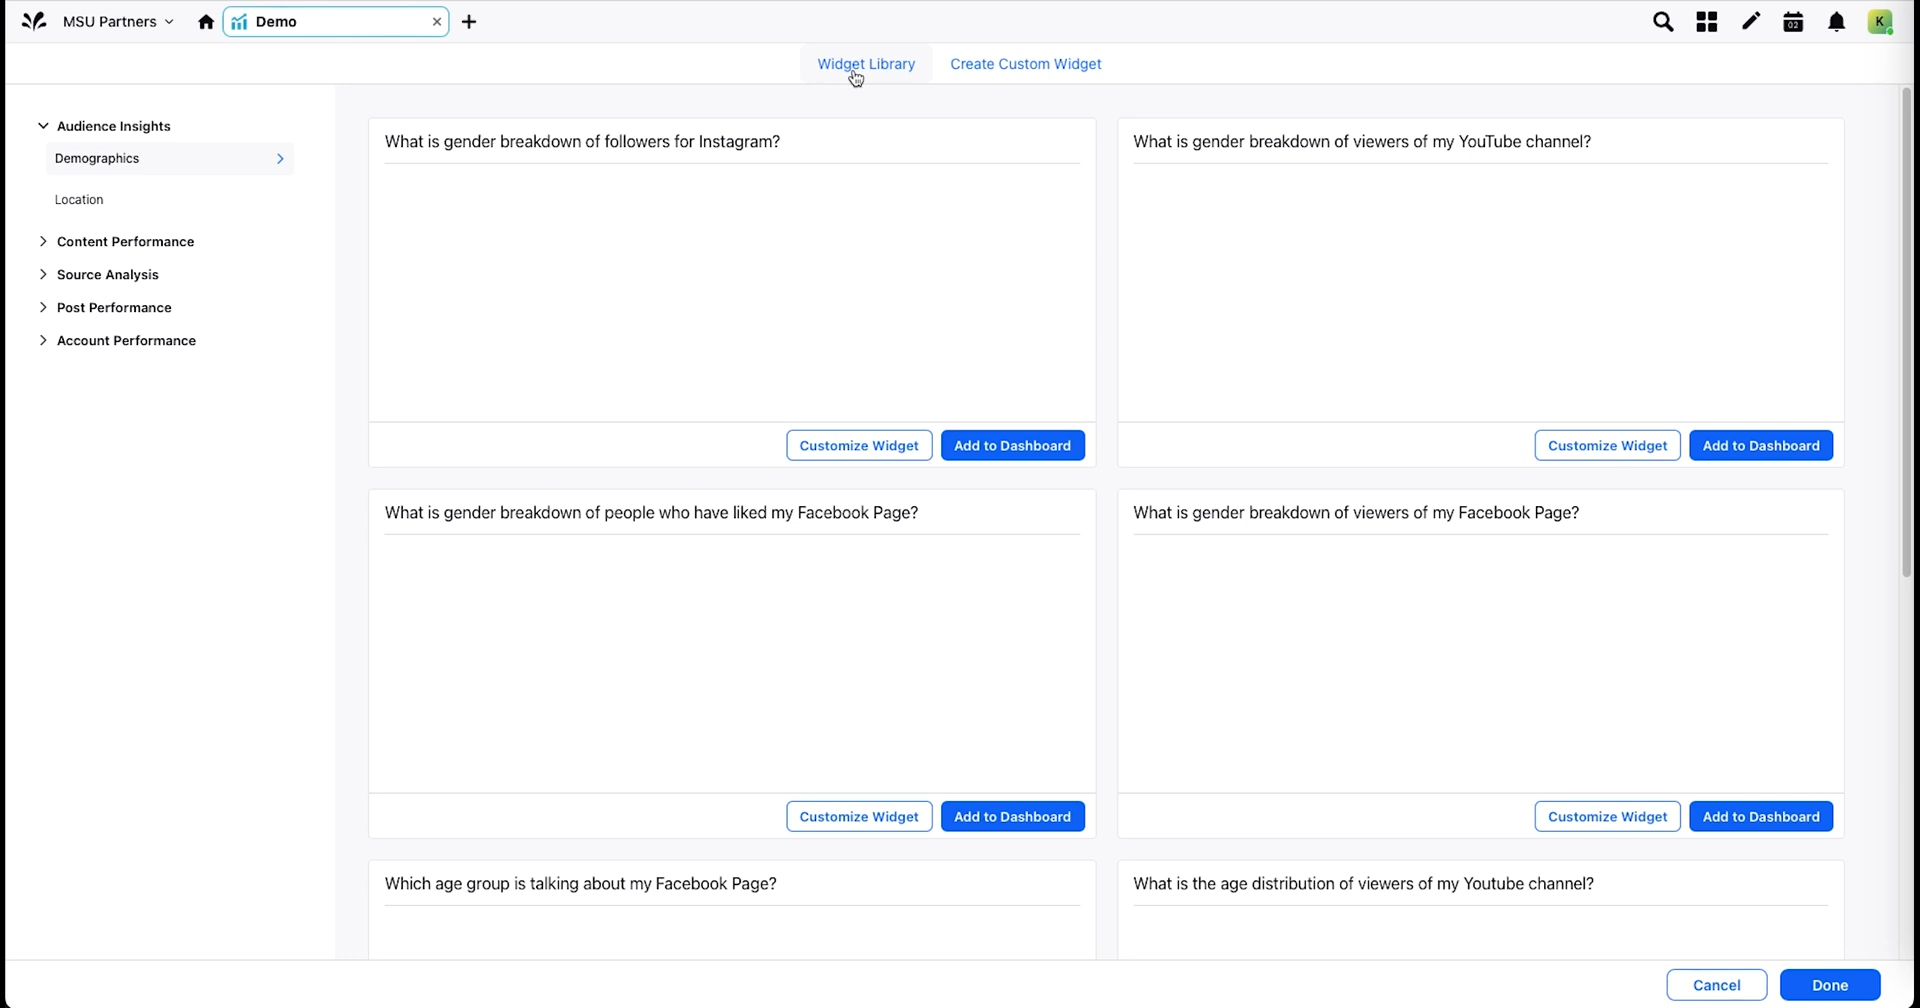 MSU Partners
Demo
02
K
Widget Library
Create Custom Widget
Audience Insights
Demographics
Location
Content Performance
Source Analysis
Post Performance
Account Performance
What is gender breakdown of followers for Instagram?
Customize Widget
Add to Dashboard
What is gender breakdown of viewers of my YouTube channel?
Customize Widget
Add to Dashboard
What is gender breakdown of people who have liked my Facebook Page?
Customize Widget
Add to Dashboard
What is gender breakdown of viewers of my Facebook Page?
Customize Widget
Add to Dashboard
Which age group is talking about my Facebook Page?
What is the age distribution of viewers of my Youtube channel?
Cancel
Done